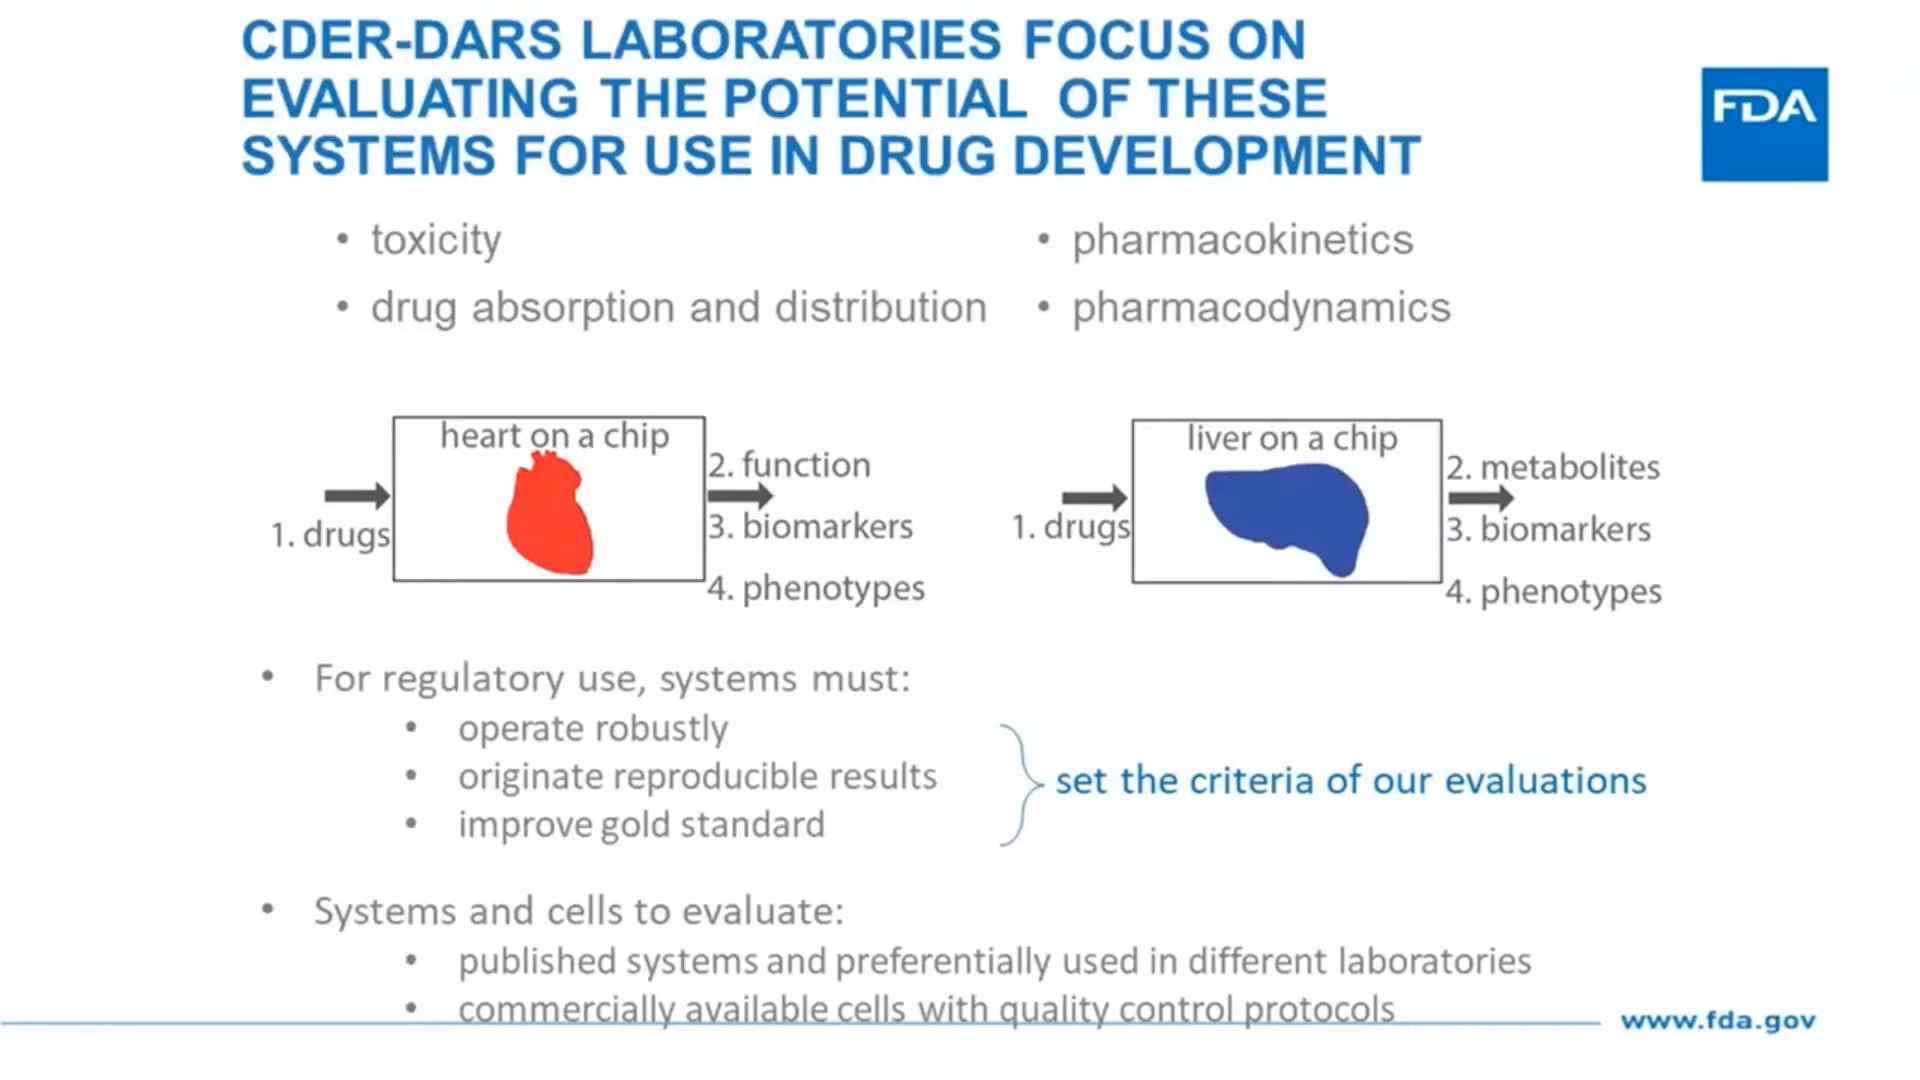 CDER-DARS LABORATORIES FOCUS ON
EVALUATING THE POTENTIAL OF THESE
SYSTEMS FOR USE IN DRUG DEVELOPMENT
FDA
• toxicity
• drug absorption and distribution
• pharmacokinetics
• pharmacodynamics
heart on a chip
1. drugs
2. function
3. biomarkers
4. phenotypes
liver on a chip
1. drugs
2. metabolites
3. biomarkers
4. phenotypes
• For regulatory use, systems must:
• operate robustly
• originate reproducible results
• improve gold standard
set the criteria of our evaluations
• Systems and cells to evaluate:
• published systems and preferentially used in different laboratories
• commercially available cells with quality control protocols
www.fda.gov